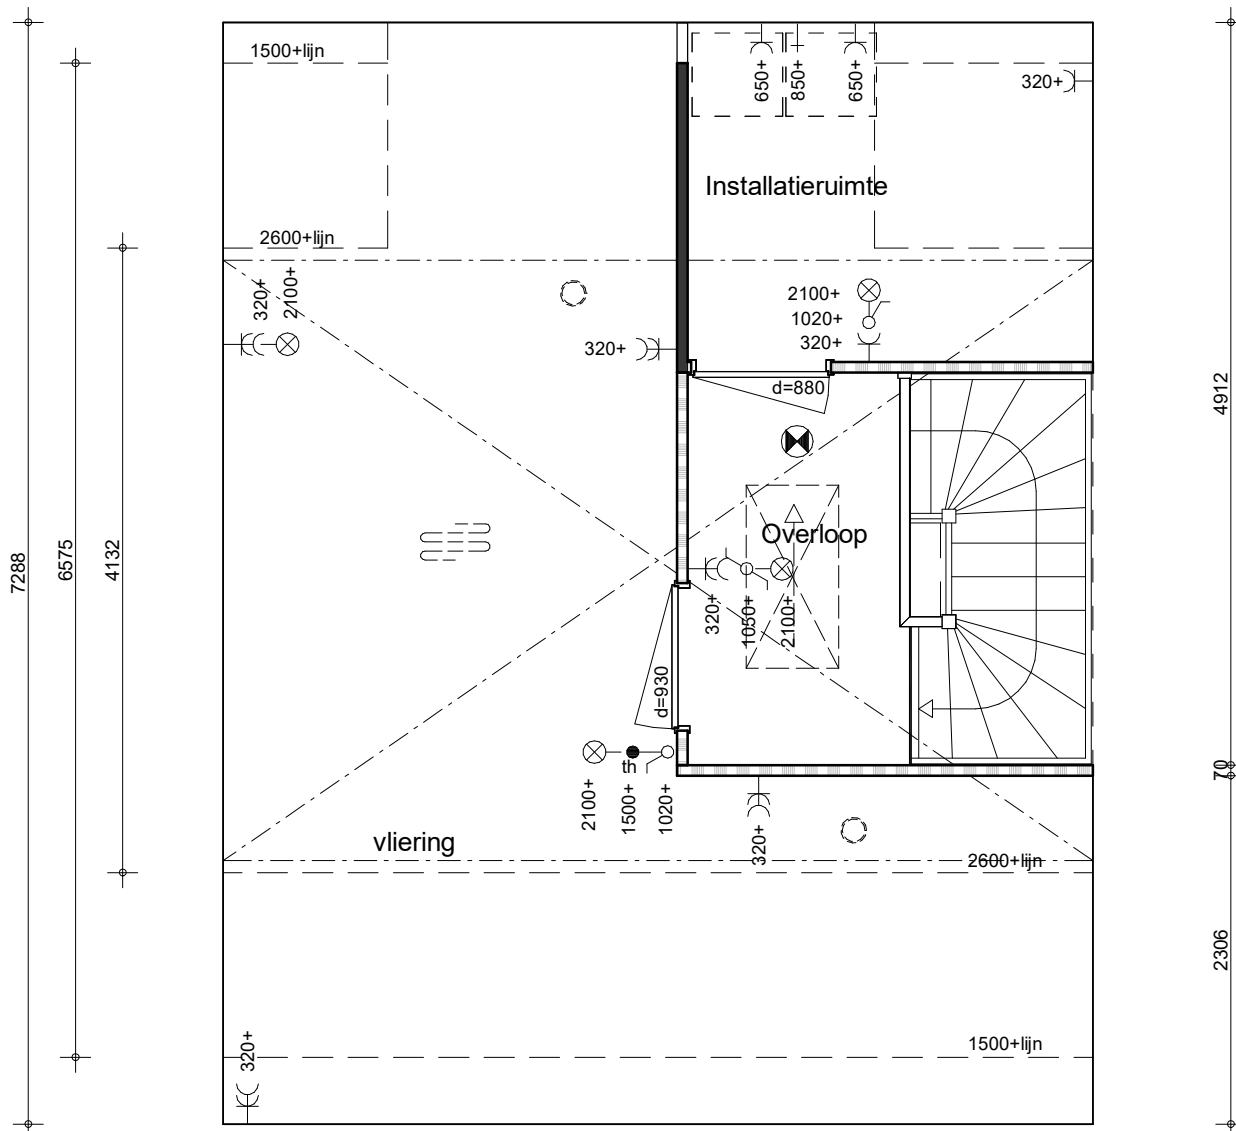 1500+lijn
650+
850+
650+
320+
Installatieruimte
2600+lijn
320+
2100+
2100+
1020+
320+
320+
d=880
4912
7288
6575
4132
Overloop
320+
1050+
2100+
d=930
th
2100+
1500+
1020+
70
320+
vliering
2600+lijn
2306
320+
1500+lijn